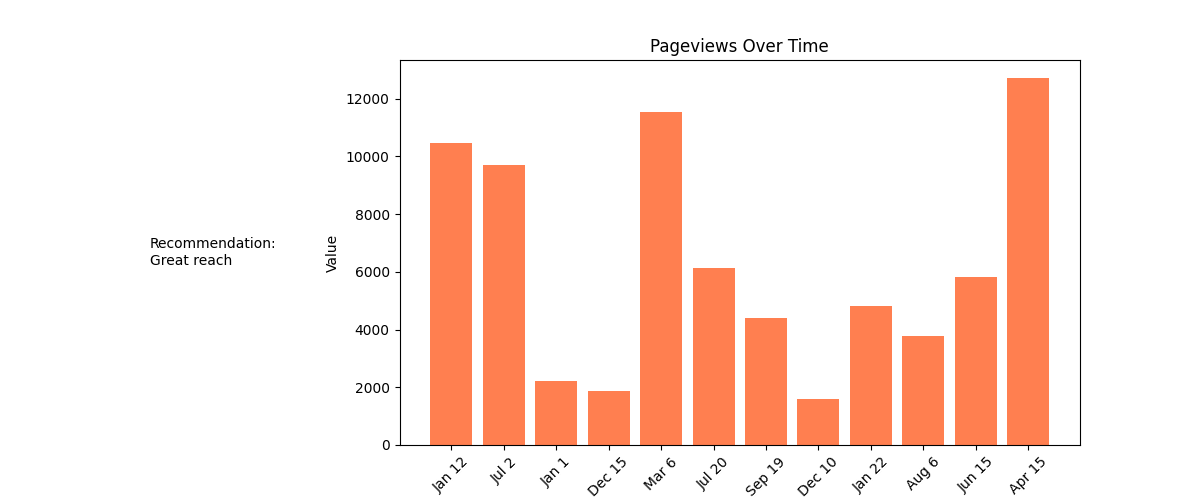 Pageviews Over Time
Recommendation:
Great reach
Value
12000
10000
8000
6000
4000
2000
0
Jan 12
Jul 2
Jan 1
Dec 15
Mar 6
Jul 20
Sep 19
Dec 10
Jan 22
Aug 6
Jun 15
Apr 15